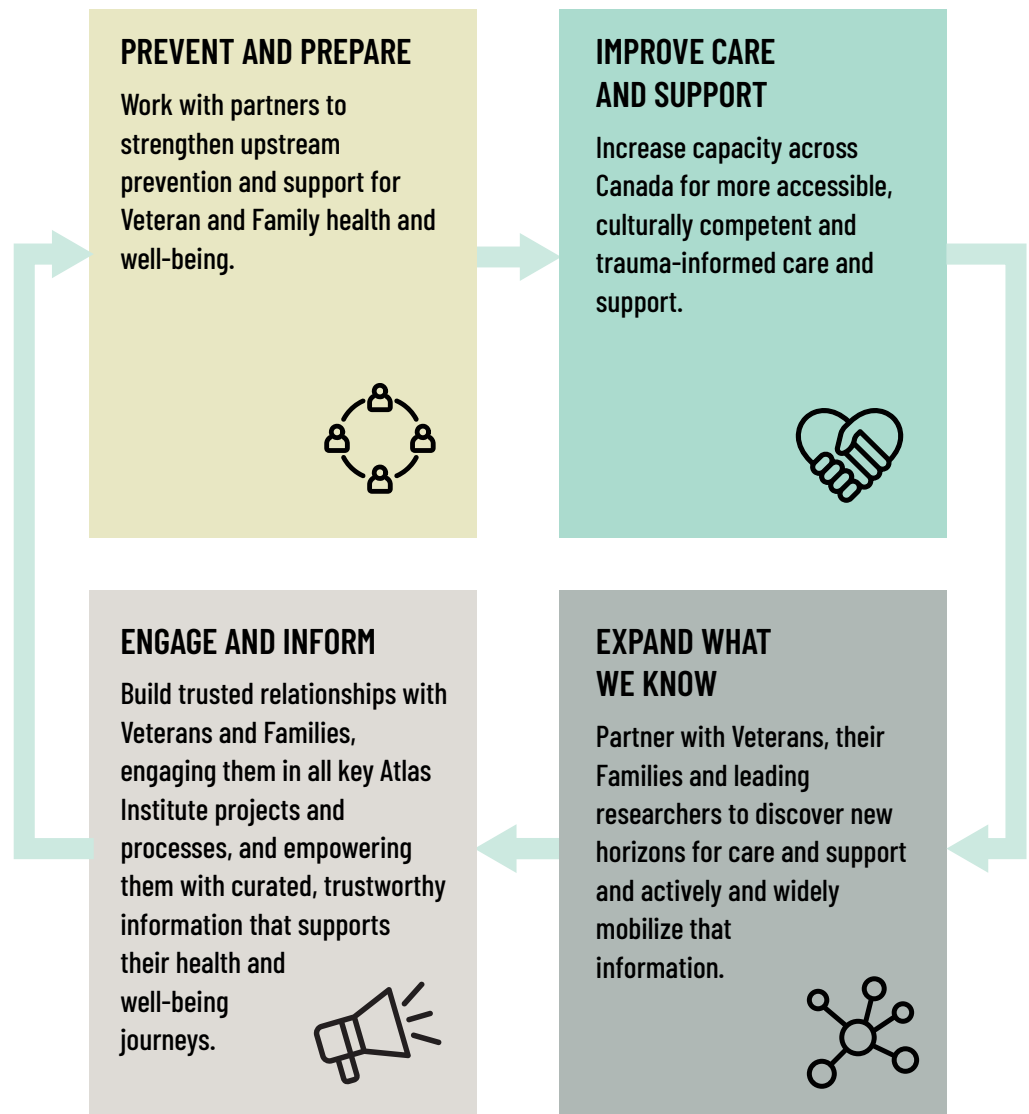 PREVENT AND PREPARE
Work with partners to
strengthen upstream
prevention and support for
Veteran and Family health and
well-being.
IMPROVE CARE
AND SUPPORT
Increase capacity across
Canada for more accessible,
culturally competent and
trauma-informed care and
support.
ENGAGE AND INFORM
Build trusted relationships with
Veterans and Families,
engaging them in all key Atlas
Institute projects and
processes, and empowering
them with curated, trustworthy
information that supports
their health and
well-being
journeys.
EXPAND WHAT
WE KNOW
Partner with Veterans, their
Families and leading
researchers to discover new
horizons for care and support
and actively and widely
mobilize that
information.